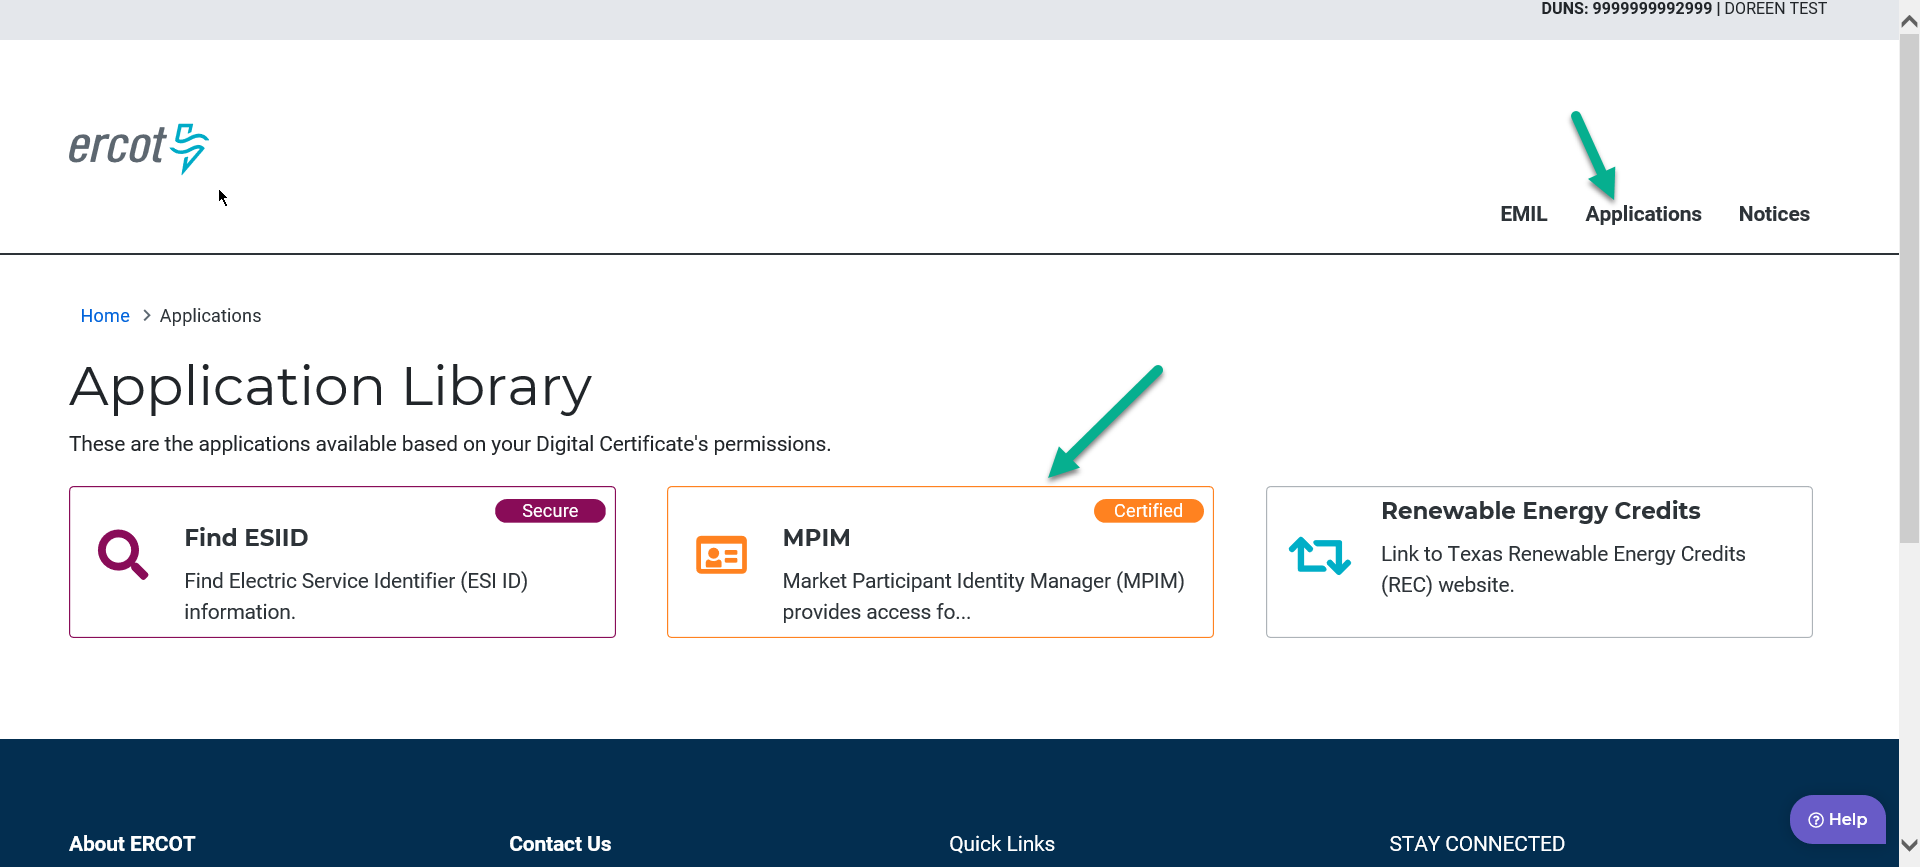 DUNS: 9999999992999 | DOREEN TEST
ercot
EMIL Applications Notices
Home > Applications
Application Library
These are the applications available based on your Digital Certificate's permissions.
Secure
Find ESIID
Find Electric Service Identifier (ESI ID)
information.
Certified
MPIM
Market Participant Identity Manager (MPIM)
provides access fo...
Renewable Energy Credits
Link to Texas Renewable Energy Credits
(REC) website.
About ERCOT Contact Us Quick Links STAY CONNECTED
Help